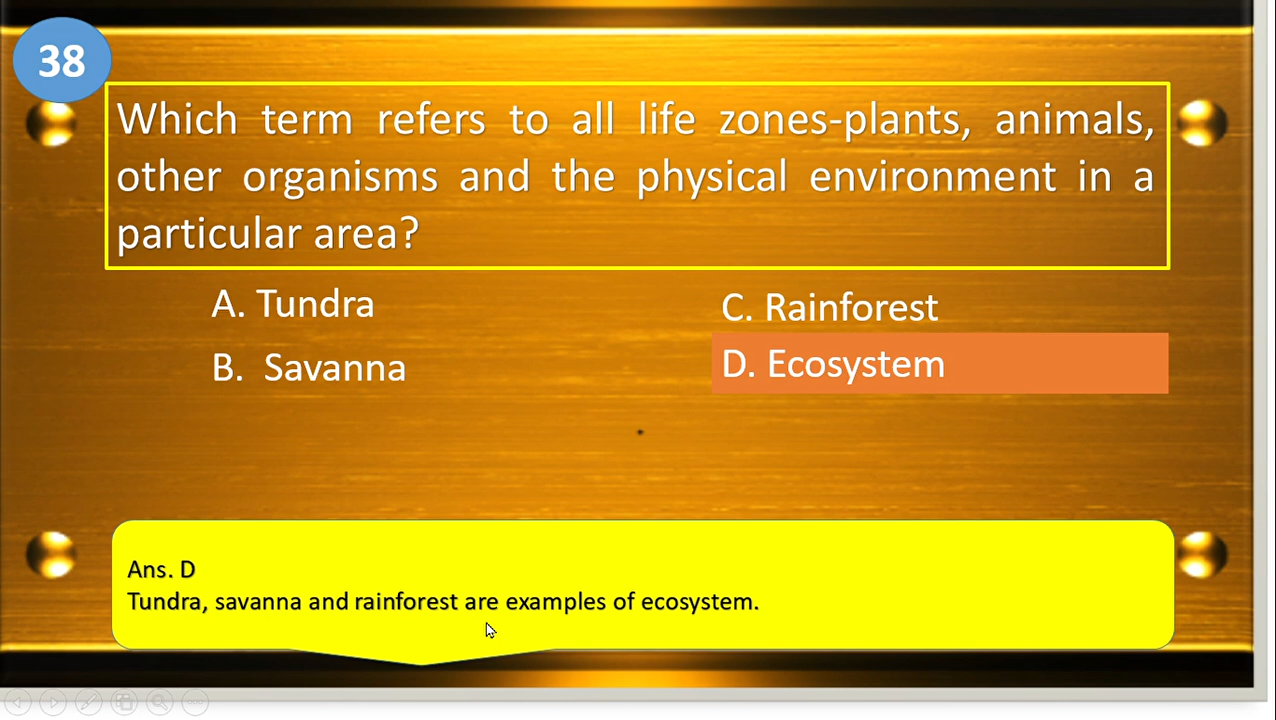 38
Which term refers to all life zones-plants, animals,
other organisms and the physical environment in a
particular area?
A. Tundra
B. Savanna
C. Rainforest
D. Ecosystem
Ans. D
Tundra, savanna and rainforest are examples of ecosystem.